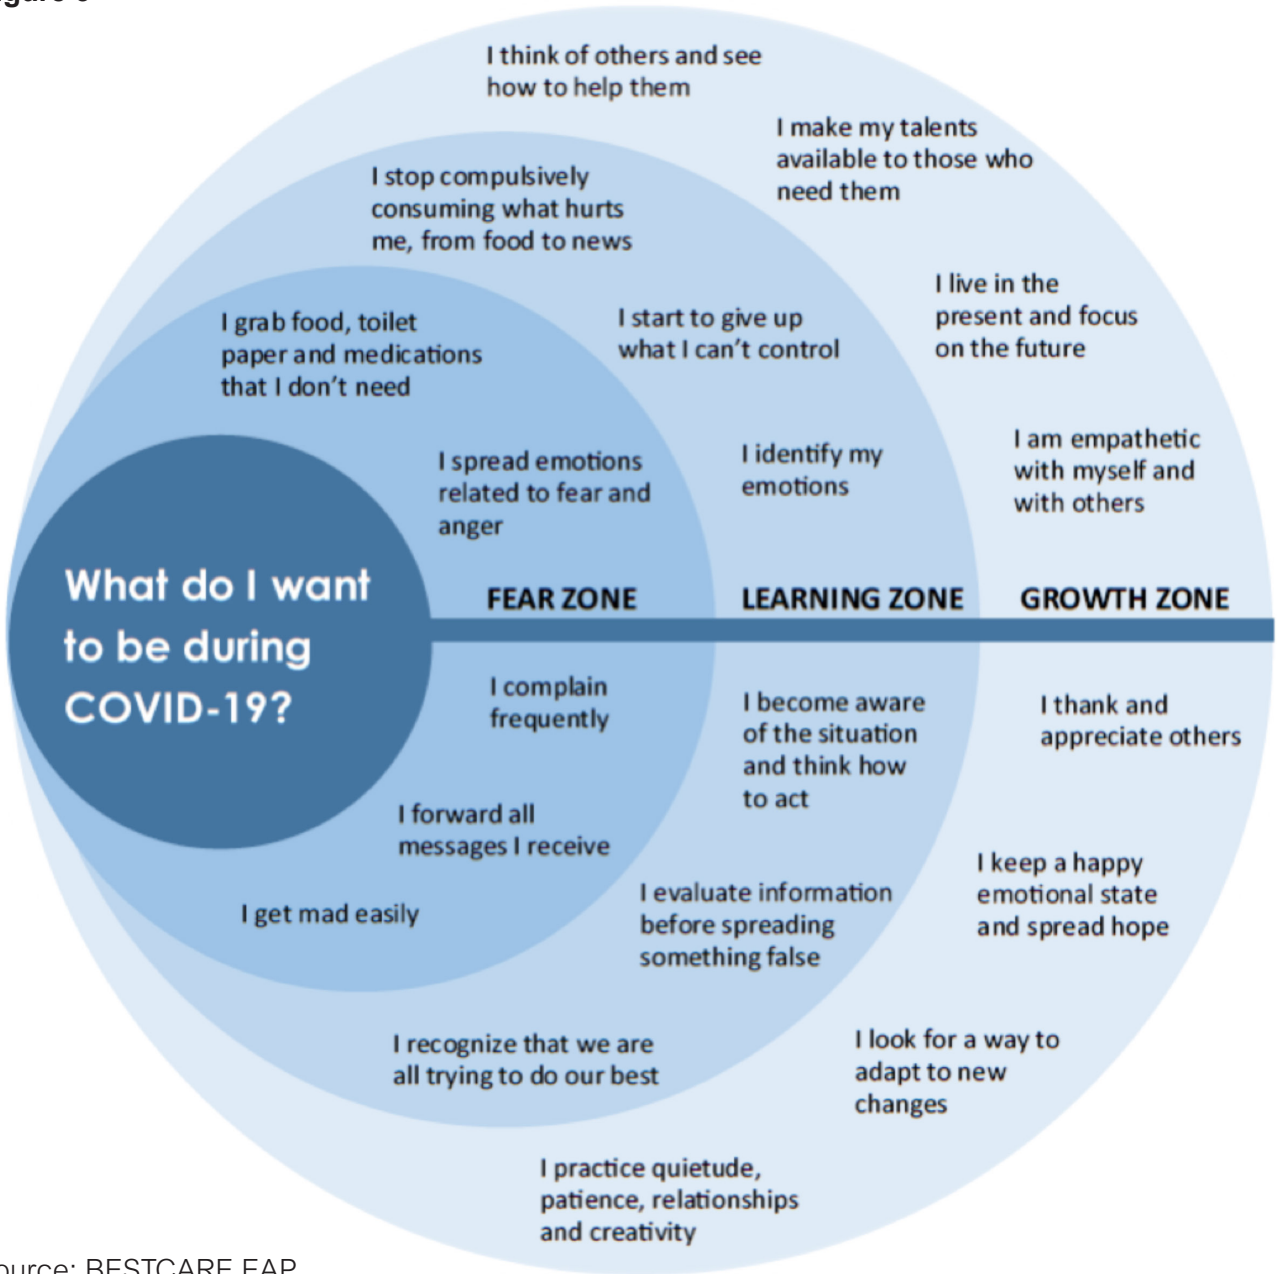 I think of others and see
how to help them
I make my talents
available to those who
need them
I stop compulsively
consuming what hurts
me, from food to news
I live in the
present and focus
on the future
I grab food, toilet
paper and medications
that I don't need
I start to give up
what I can't control
I am empathetic
with myself and
with others
I spread emotions
related to fear and
anger
I identify my
emotions
What do I want
to be during
COVID-19?
FEAR ZONE
LEARNING ZONE
GROWTH ZONE
I complain
frequently
I become aware
of the situation
and think how
to act
I thank and
appreciate others
I forward all
messages I receive
I keep a happy
emotional state
and spread hope
I get mad easily
I evaluate information
before spreading
something false
I recognize that we are
all trying to do our best
I look for a way to
adapt to new
changes
I practice quietude,
patience, relationships
and creativity
BESTCARE EAP